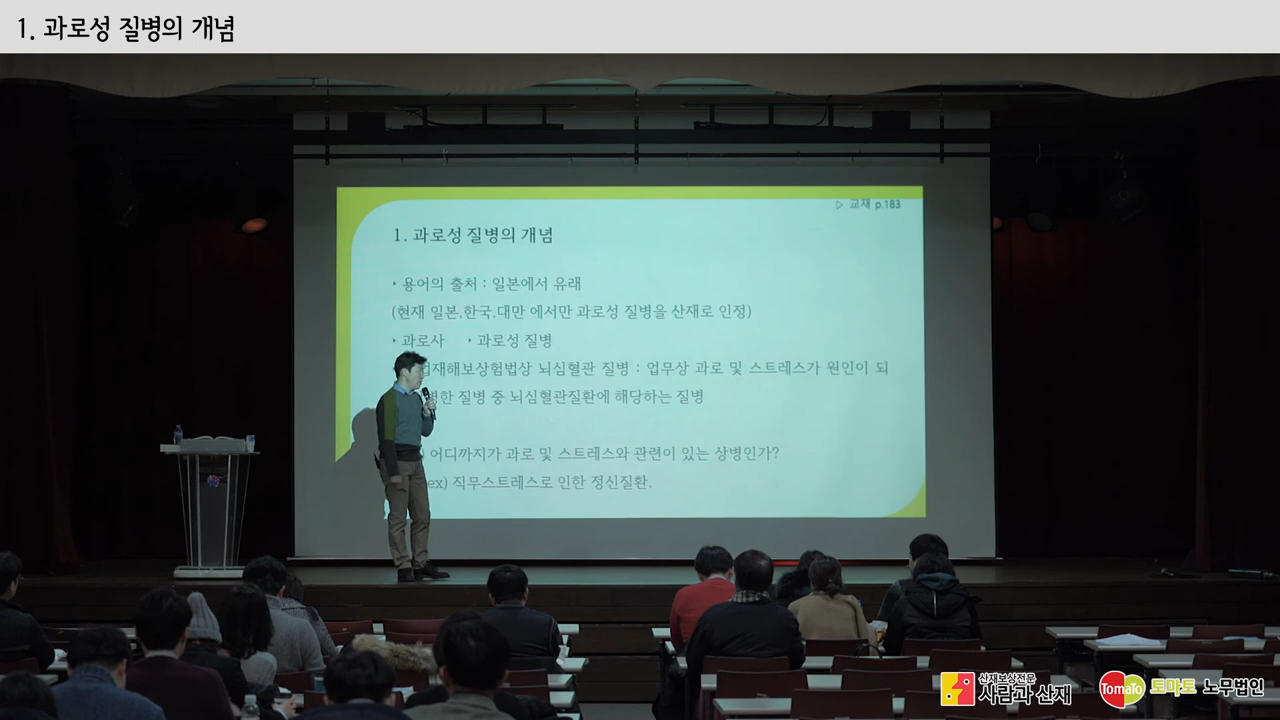 1. 과로성 질병의 개념
▷ 교재 p.183
1. 과로성 질병의 개념
‣ 용어의 출처 : 일본에서 유래
(현재 일본,한국,대만 에서만 과로성 질병을 산재로 인정)
‣ 과로사 ‣ 과로성 질병
재해보상험법상 뇌심혈관 질병 : 업무상 과로 및 스트레스가 원인이 되
한 질병 중 뇌심혈관질환에 해당하는 질병
어디까지가 과로 및 스트레스와 관련이 있는 상병인가?
ex) 직무스트레스로 인한 정신질환.
산재보상전문
사람과 산재
TomaTo 토마토 노무법인